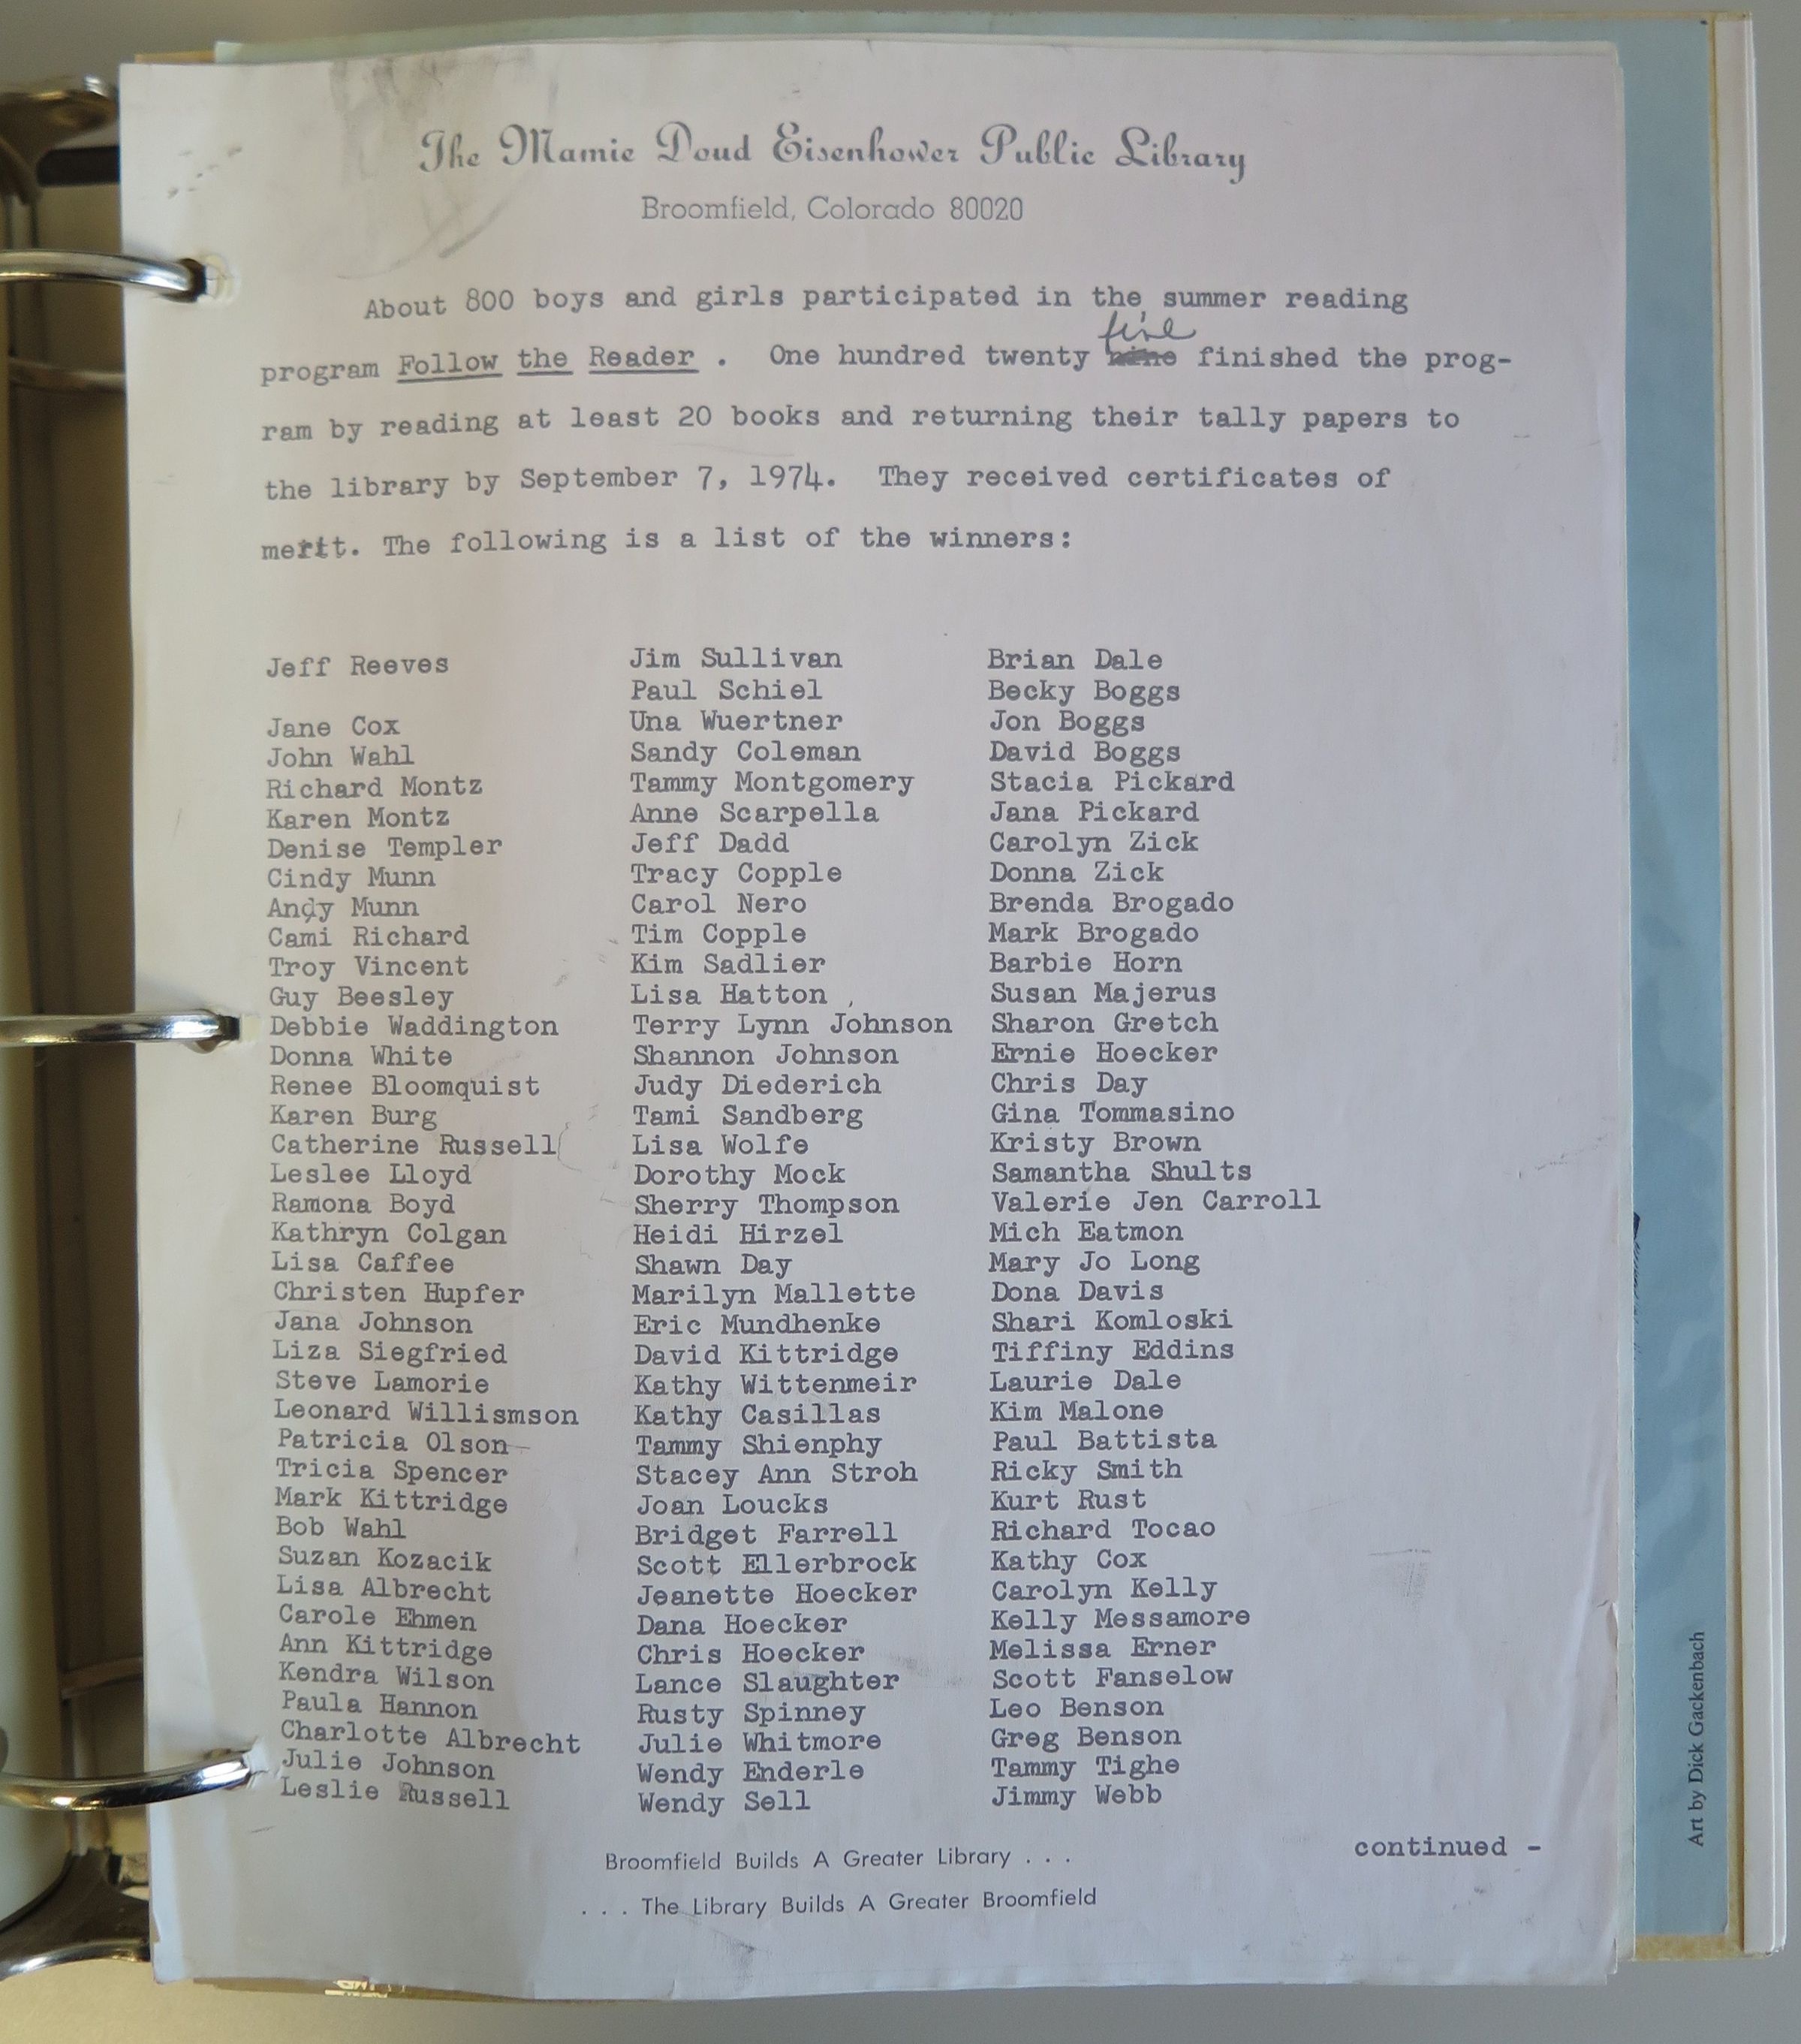 The Mamie Doud Eisenhower Public Library
Broomfield, Colorado 80020
About 800 boys and girls participated in the summer reading
five
program Follow the Reader . One hundred twenty nine finished the prog-
ram by reading at least 20 books and returning their tally papers to
the library by September 7, 1974. They received certificates of
merit. The following is a list of the winners:
Jeff Reeves
Jane Cox
John Wahl
Richard Montz
Karen Montz
Denise Templer
Cindy Munn
Andy Munn
Cami Richard
Troy Vincent
Guy Beesley
Debbie Waddington
Donna White
Renee Bloomquist
Karen Burg
Catherine Russell
Leslee Lloyd
Ramona Boyd
Kathryn Colgan
Lisa Caffee
Christen Hupfer
Jana Johnson
Liza Siegfried
Steve Lamorie
Leonard Willismson
Patricia Olson
Tricia Spencer
Mark Kittridge
Bob Wahl
Suzan Kozacik
Lisa Albrecht
Carole Ehmen
Ann Kittridge
Kendra Wilson
Paula Hannon
Charlotte Albrecht
Julie Johnson
Leslie Russell
Jim Sullivan
Paul Schiel
Una Wuertner
Sandy Coleman
Tammy Montgomery
Anne Scarpella
Jeff Dadd
Tracy Copple
Carol Nero
Tim Copple
Kim Sadlier
Lisa Hatton
Terry Lynn Johnson
Shannon Johnson
Judy Diederich
Tami Sandberg
Lisa Wolfe
Dorothy Mock
Sherry Thompson
Heidi Hirzel
Shawn Day
Marilyn Mallette
Eric Mundhenke
David Kittridge
Kathy Wittenmeir
Kathy Casillas
Tammy Shienphy
Stacey Ann Stroh
Joan Loucks
Bridget Farrell
Scott Ellerbrock
Jeanette Hoecker
Dana Hoecker
Chris Hoecker
Lance Slaughter
Rusty Spinney
Julie Whitmore
Wendy Enderle
Wendy Sell
Brian Dale
Becky Boggs
Jon Boggs
David Boggs
Stacia Pickard
Jana Pickard
Carolyn Zick
Donna Zick
Brenda Brogado
Mark Brogado
Barbie Horn
Susan Majerus
Sharon Gretch
Ernie Hoecker
Chris Day
Gina Tommasino
Kristy Brown
Samantha Shults
Valerie Jen Carroll
Mich Eatmon
Mary Jo Long
Dona Davis
Shari Komloski
Tiffiny Eddins
Laurie Dale
Kim Malone
Paul Battista
Ricky Smith
Kurt Rust
Richard Tocao
Kathy Cox
Carolyn Kelly
Kelly Messamore
Melissa Erner
Scott Fanselow
Leo Benson
Greg Benson
Tammy Tighe
Jimmy Webb
continued -
Broomfield Builds A Greater Library . . .
. . . The Library Builds A Greater Broomfield
Art by Dick Gackenbach